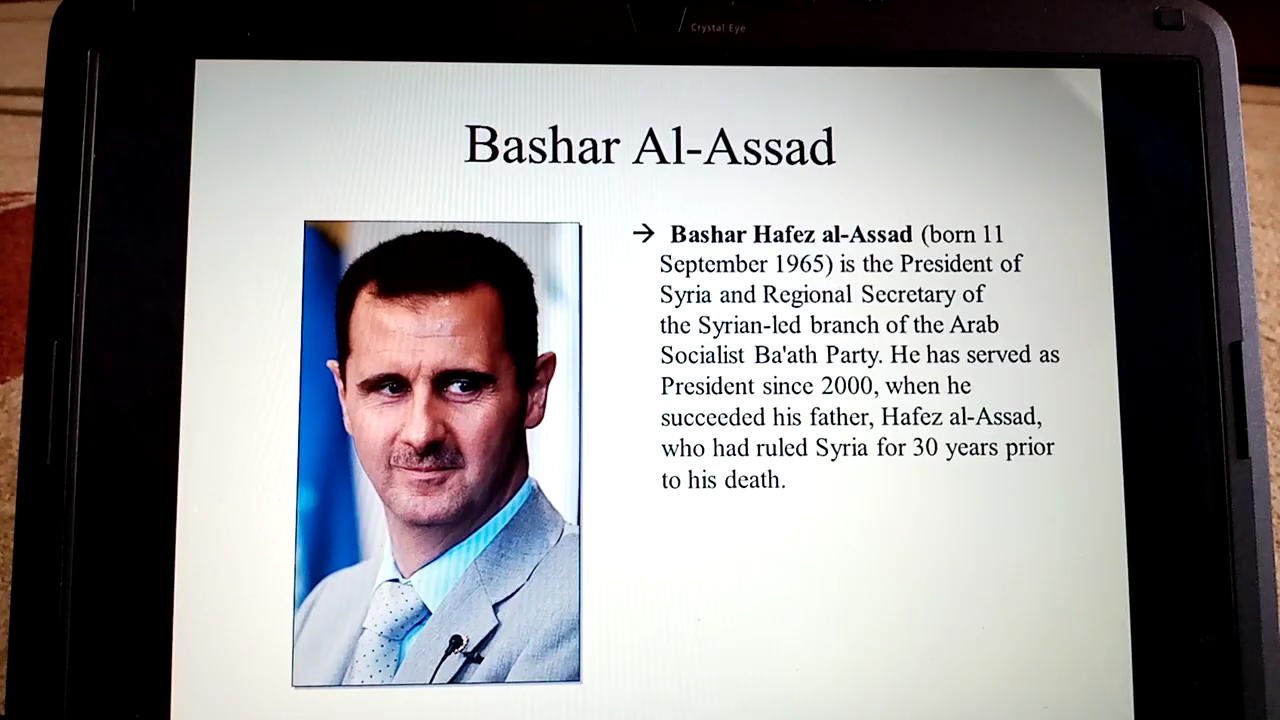 Crystal Eye
Bashar Al-Assad
→ Bashar Hafez al-Assad (born 11
September 1965) is the President of
Syria and Regional Secretary of
the Syrian-led branch of the Arab
Socialist Ba'ath Party. He has served as
President since 2000, when he
succeeded his father, Hafez al-Assad,
who had ruled Syria for 30 years prior
to his death.